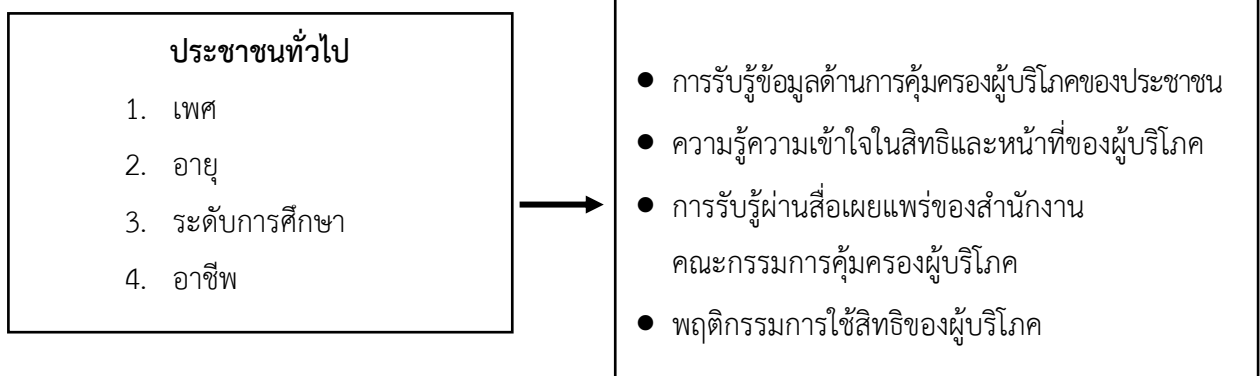 ประชาชนทั่วไป
1. เพศ
2. อายุ
3. ระดับการศึกษา
4. อาชีพ
● การรับรู้ข้อมูลด้านการคุ้มครองผู้บริโภคของประชาชน
● ความรู้ความเข้าใจในสิทธิและหน้าที่ของผู้บริโภค
● การรับรู้ผ่านสื่อเผยแพร่ของสำนักงาน
คณะกรรมการคุ้มครองผู้บริโภค
● พฤติกรรมการใช้สิทธิของผู้บริโภค